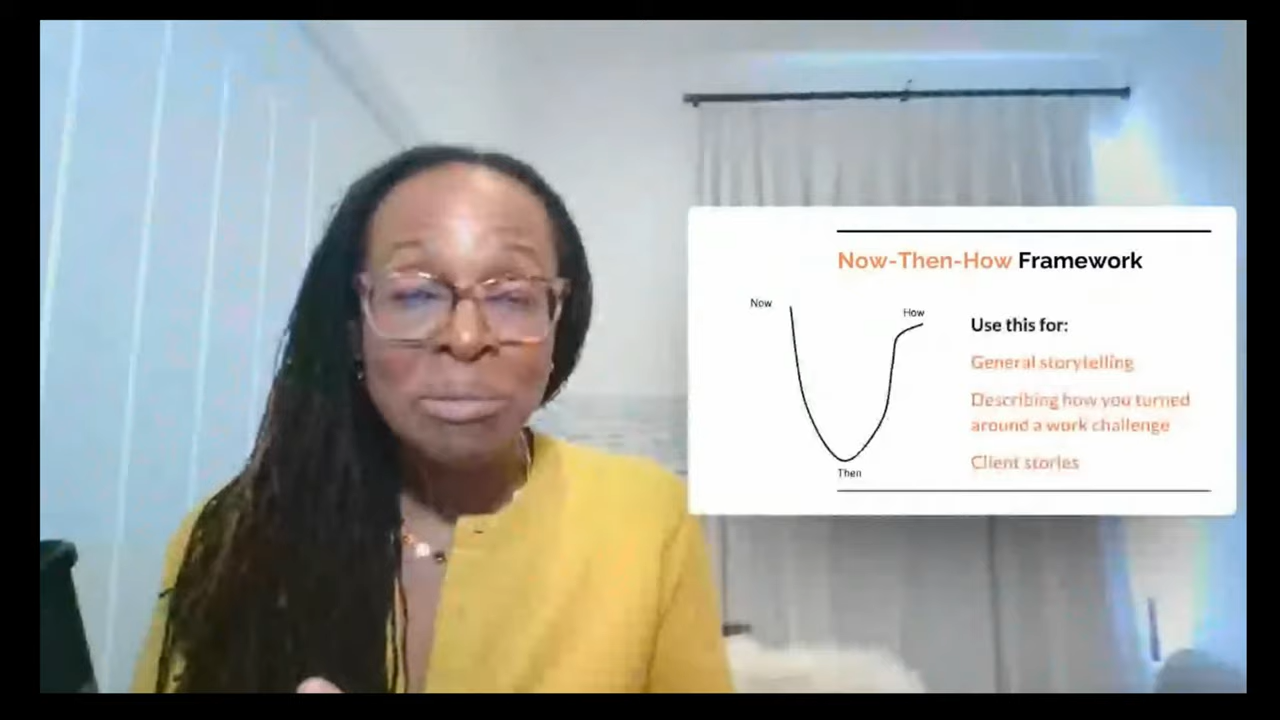 Now-Then-How Framework
Now
How
Then
Use this for:
General storytelling
Describing how you turned
around a work challenge
Client stories